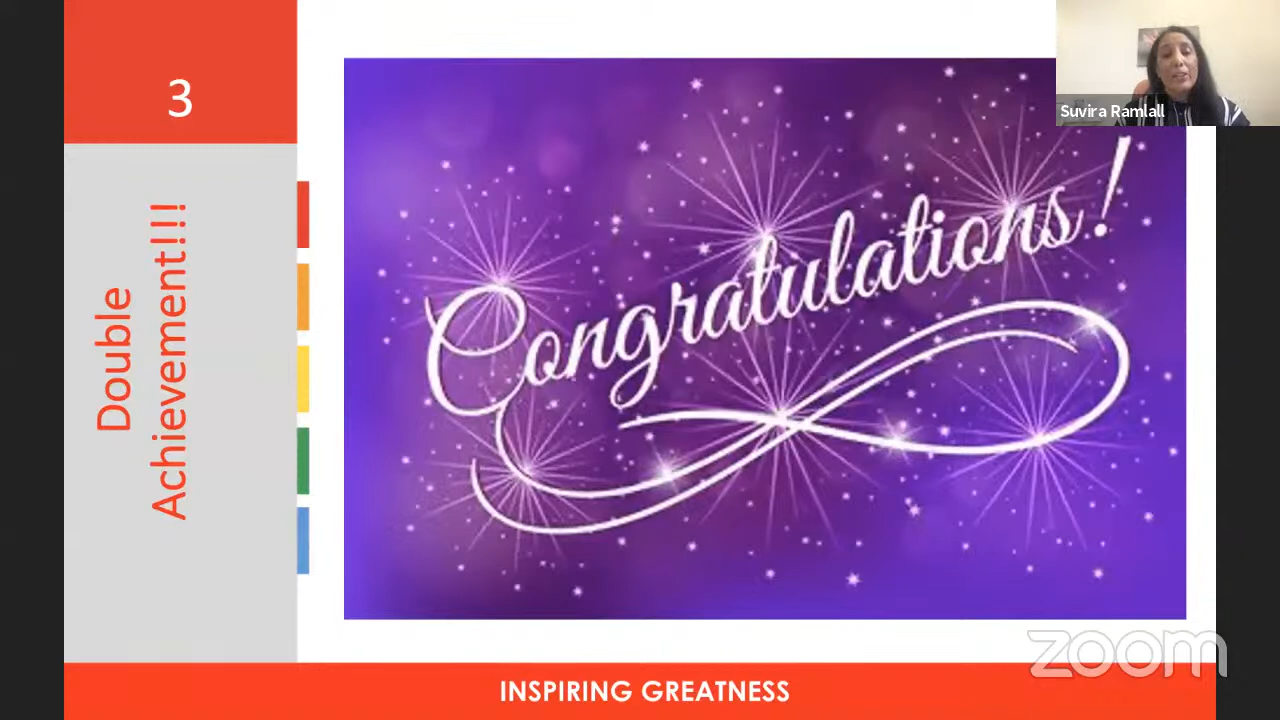 3
Double
Achievement!!!
Congratulations!
Suvira Ramlall
INSPIRING GREATNESS
zoom